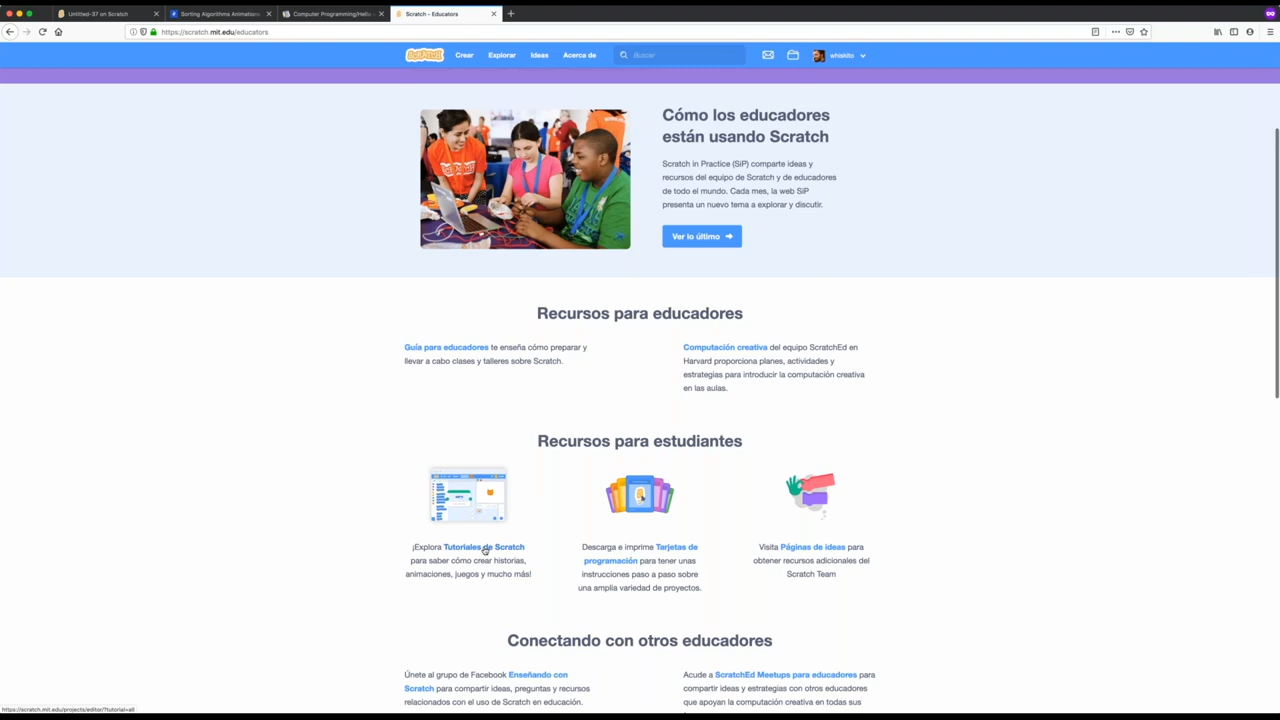 Untitled-37 on Scratch
Sorting Algorithms Animations
Computer Programming/Hello
Scratch - Educators
https://scratch.mit.edu/educators
SCRATCH
Crear
Explorar
Ideas
Acerca de
Buscar
whiskito
Cómo los educadores
están usando Scratch
Scratch in Practice (SiP) comparte ideas y
recursos del equipo de Scratch y de educadores
de todo el mundo. Cada mes, la web SiP
presenta un nuevo tema a explorar y discutir.
Ver lo último
Recursos para educadores
Guía para educadores te enseña cómo preparar y
llevar a cabo clases y talleres sobre Scratch.
Computación creativa del equipo ScratchEd en
Harvard proporciona planes, actividades y
estrategias para introducir la computación creativa
en las aulas.
Recursos para estudiantes
¡Explora Tutoriales de Scratch
para saber cómo crear historias,
animaciones, juegos y mucho más!
Descarga e imprime Tarjetas de
programación para tener unas
instrucciones paso a paso sobre
una amplia variedad de proyectos.
Visita Páginas de ideas para
obtener recursos adicionales del
Scratch Team
Conectando con otros educadores
Únete al grupo de Facebook Enseñando con
Scratch para compartir ideas, preguntas y recursos
relacionados con el uso de Scratch en educación.
Acude a ScratchEd Meetups para educadores para
compartir ideas y estrategias con otros educadores
que apoyan la computación creativa en todas sus
https://scratch.mit.edu/projects/editor/?tutorial=all